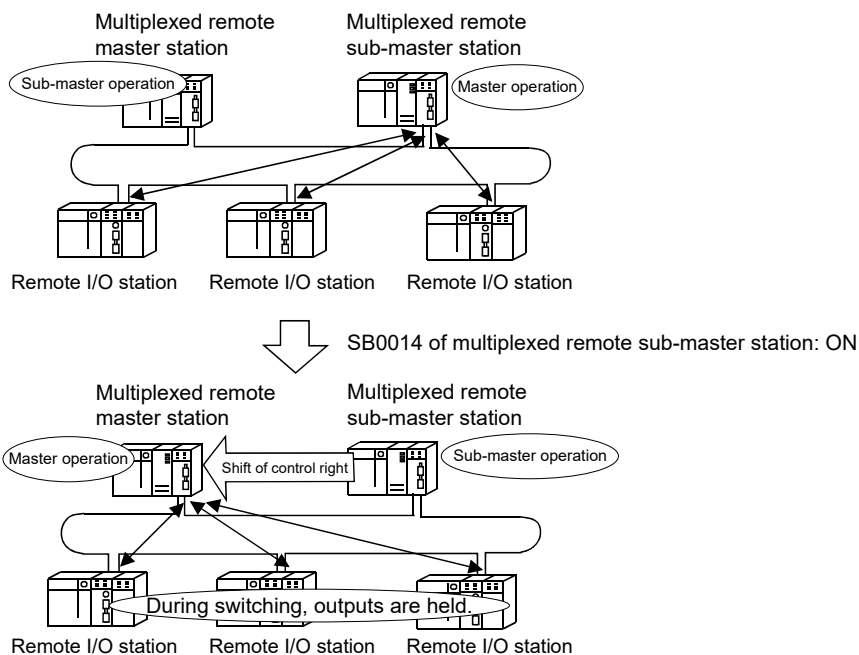 Multiplexed remote
master station
Multiplexed remote
sub-master station
Sub-master operation
Master operation
Remote I/O station
Remote I/O station
Remote I/O station
SB0014 of multiplexed remote sub-master station: ON
Multiplexed remote
master station
Multiplexed remote
sub-master station
Master operation
Shift of control right
Sub-master operation
During switching, outputs are held.
Remote I/O station
Remote I/O station
Remote I/O station